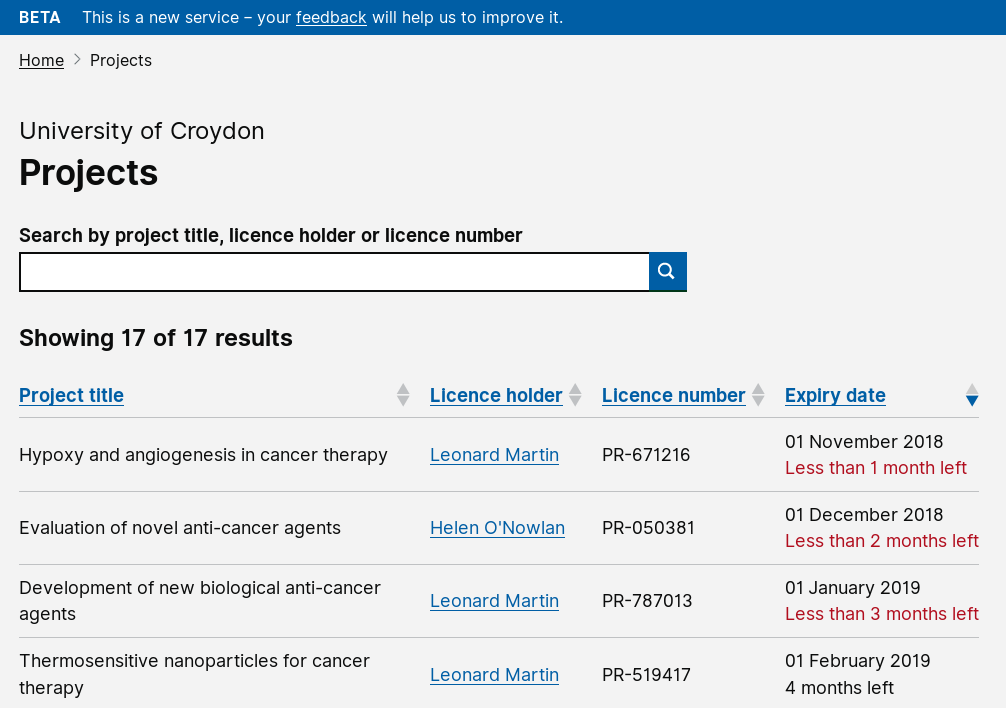 BETA This is a new service – your feedback will help us to improve it.
Home Projects
University of Croydon
Projects
Search by project title, licence holder or licence number
Showing 17 of 17 results
Project title Licence holder Licence number Expiry date
Hypoxy and angiogenesis in cancer therapy Leonard Martin PR-671216 01 November 2018
Less than 1 month left
Evaluation of novel anti-cancer agents Helen O'Nowlan PR-050381 01 December 2018
Less than 2 months left
Development of new biological anti-cancer
agents Leonard Martin PR-787013 01 January 2019
Less than 3 months left
Thermosensitive nanoparticles for cancer
therapy Leonard Martin PR-519417 01 February 2019
4 months left